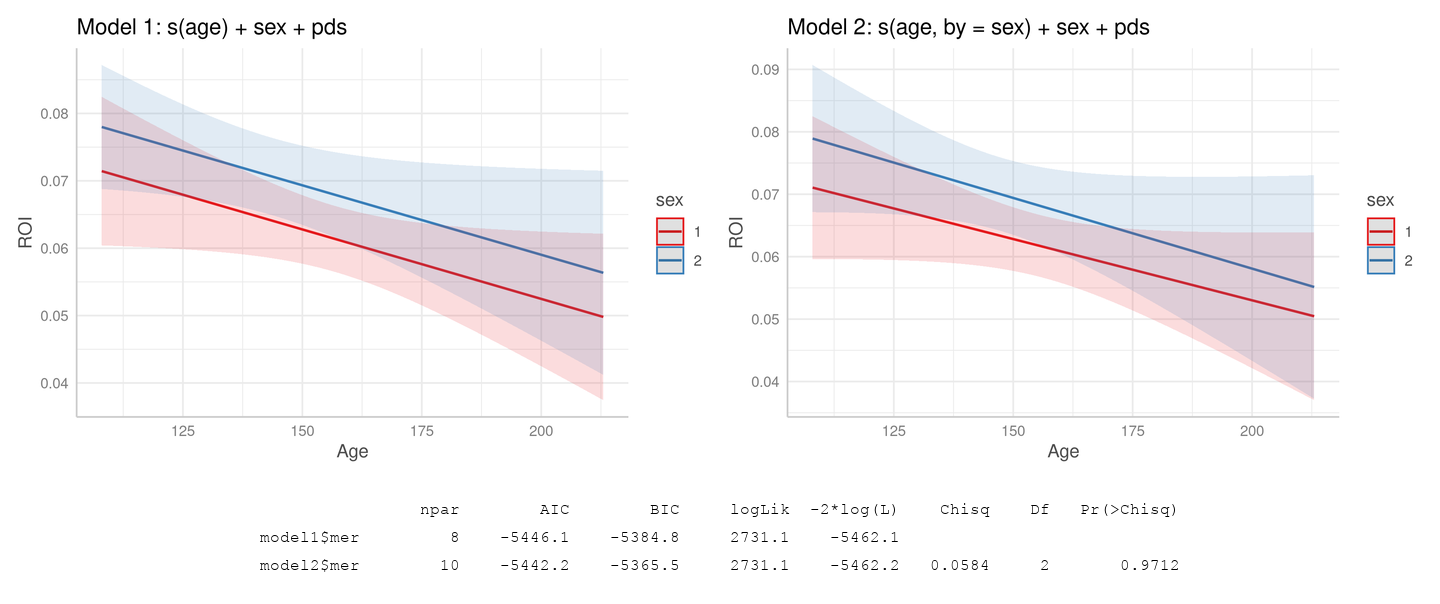 Model 1: s(age) + sex + pds
0.08
0.07
0.06
0.05
0.04
ROI
125 150 175 200
Age
sex
1
2
Model 2: s(age, by = sex) + sex + pds
0.09
0.08
0.07
0.06
0.05
0.04
ROI
125 150 175 200
Age
sex
1
2
npar AIC BIC logLik -2*log(L) Chisq Df Pr(>Chisq)
model1$mer 8 -5446.1 -5384.8 2731.1 -5462.1
model2$mer 10 -5442.2 -5365.5 2731.1 -5462.2 0.0584 2 0.9712